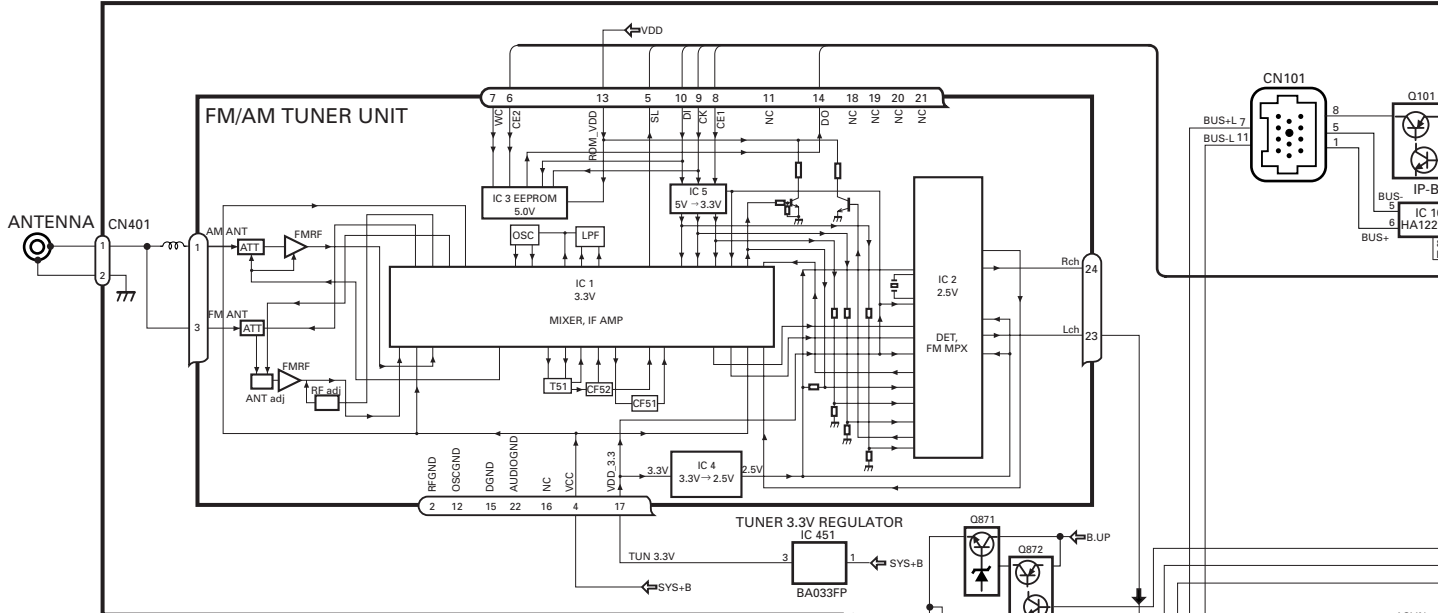 VDD
CN101
Q101
7 6 13 5 10 9 8 11 14 18 19 20 21
FM/AM TUNER UNIT
WC
CE2
ROM_VDD
SL
DI
CK
CE1
NC
DO
NC
NC
NC
NC
8
BUS+L 7
5
BUS-L 11
1
IC 3 EEPROM
5.0V
IC 5
5V → 3.3V
IP-B
BUS-
5
6
BUS+
HA122
ANTENNA
CN401
1
2
AM ANT
1
ATT
FMRF
OSC
LPF
IC 1
3.3V
MIXER, IF AMP
IC 2
2.5V
DET,
FM MPX
Rch
24
Lch
23
FM ANT
3
ATT
FMRF
ANT adj
RF adj
T51
CF52
CF51
RFGND
OSCGND
DGND
AUDIOGND
NC
VCC
VDD_3.3
3.3V
IC 4
3.3V → 2.5V
2.5V
2 12 15 22 16 4 17
TUNER 3.3V REGULATOR
IC 451
TUN 3.3V
3
1
SYS+B
BA033FP
SYS+B
Q871
B.UP
Q872